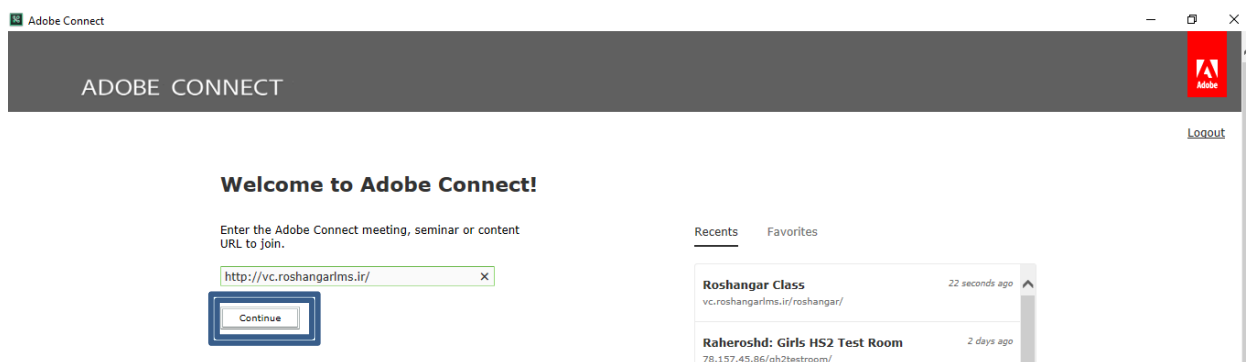 Adobe Connect
ADOBE CONNECT
Adobe
Logout
Welcome to Adobe Connect!
Enter the Adobe Connect meeting, seminar or content
URL to join.
http://vc.roshangarlms.ir/
Continue
Recents Favorites
Roshangar Class 22 seconds ago
vc.roshangarlms.ir/roshangar/
Raheroshd: Girls HS2 Test Room 2 days ago
78.157.45.86/gh2testroom/